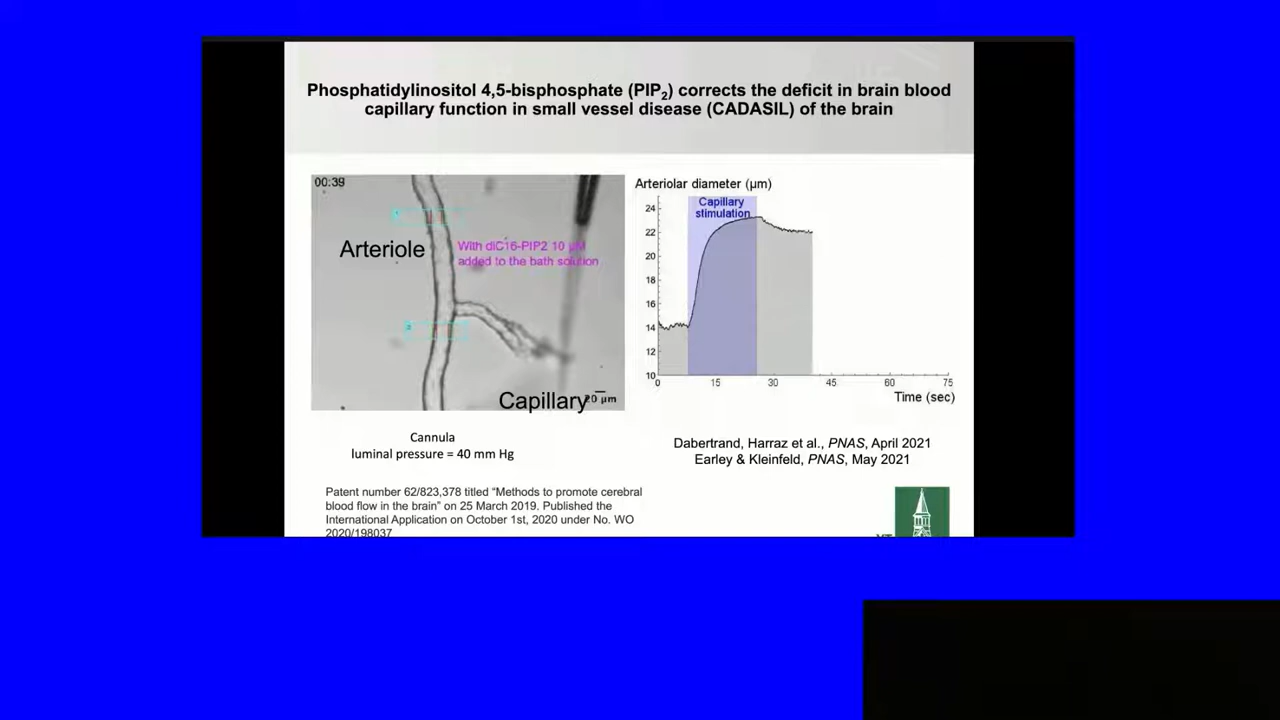 Phosphatidylinositol 4,5-bisphosphate (PIP2) corrects the deficit in brain blood
capillary function in small vessel disease (CADASIL) of the brain
00:39
Arteriole
With diC16-PIP2 10 µM
added to the bath solution
Capillary
20 µm
Cannula
luminal pressure = 40 mm Hg
Arteriolar diameter (µm)
Capillary
stimulation
24
22
20
18
16
14
12
10
0 15 30 45 60 75
Time (sec)
Dabertrand, Harraz et al., PNAS, April 2021
Earley & Kleinfeld, PNAS, May 2021
Patent number 62/823,378 titled “Methods to promote cerebral
blood flow in the brain” on 25 March 2019. Published the
International Application on October 1st, 2020 under No. WO
2020/198037